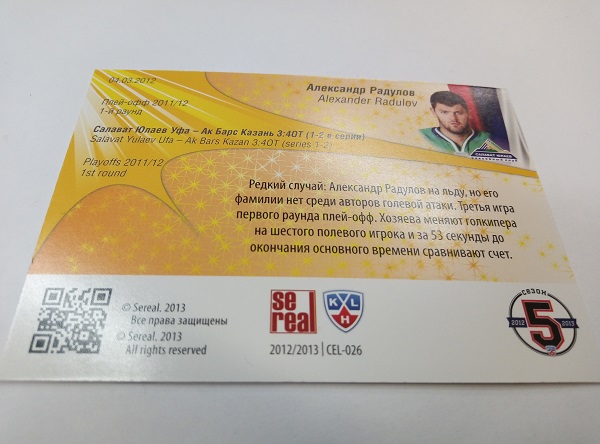 04.03.2012
Плей-офф 2011/12
1-й раунд
Салават Юлаев Уфа – Ак Барс Казань 3:4ОТ (1-2 в серии)
Salavat Yulaev Ufa – Ak Bars Kazan 3:4OT (series 1-2)
Playoffs 2011/12
1st round
Александр Радулов
Alexander Radulov
САЛАВАТ ЮЛАЕВ
Редкий случай: Александр Радулов на льду, но его
фамилии нет среди авторов голевой атаки. Третья игра
первого раунда плей-офф. Хозяева меняют голкипера
на шестого полевого игрока и за 53 секунды до
окончания основного времени сравнивают счет.
© Sereal. 2013
Все права защищены
© Sereal. 2013
All rights reserved
se
real
KHL
2012/2013 | CEL-026
СЕЗОН
2012 5 2013